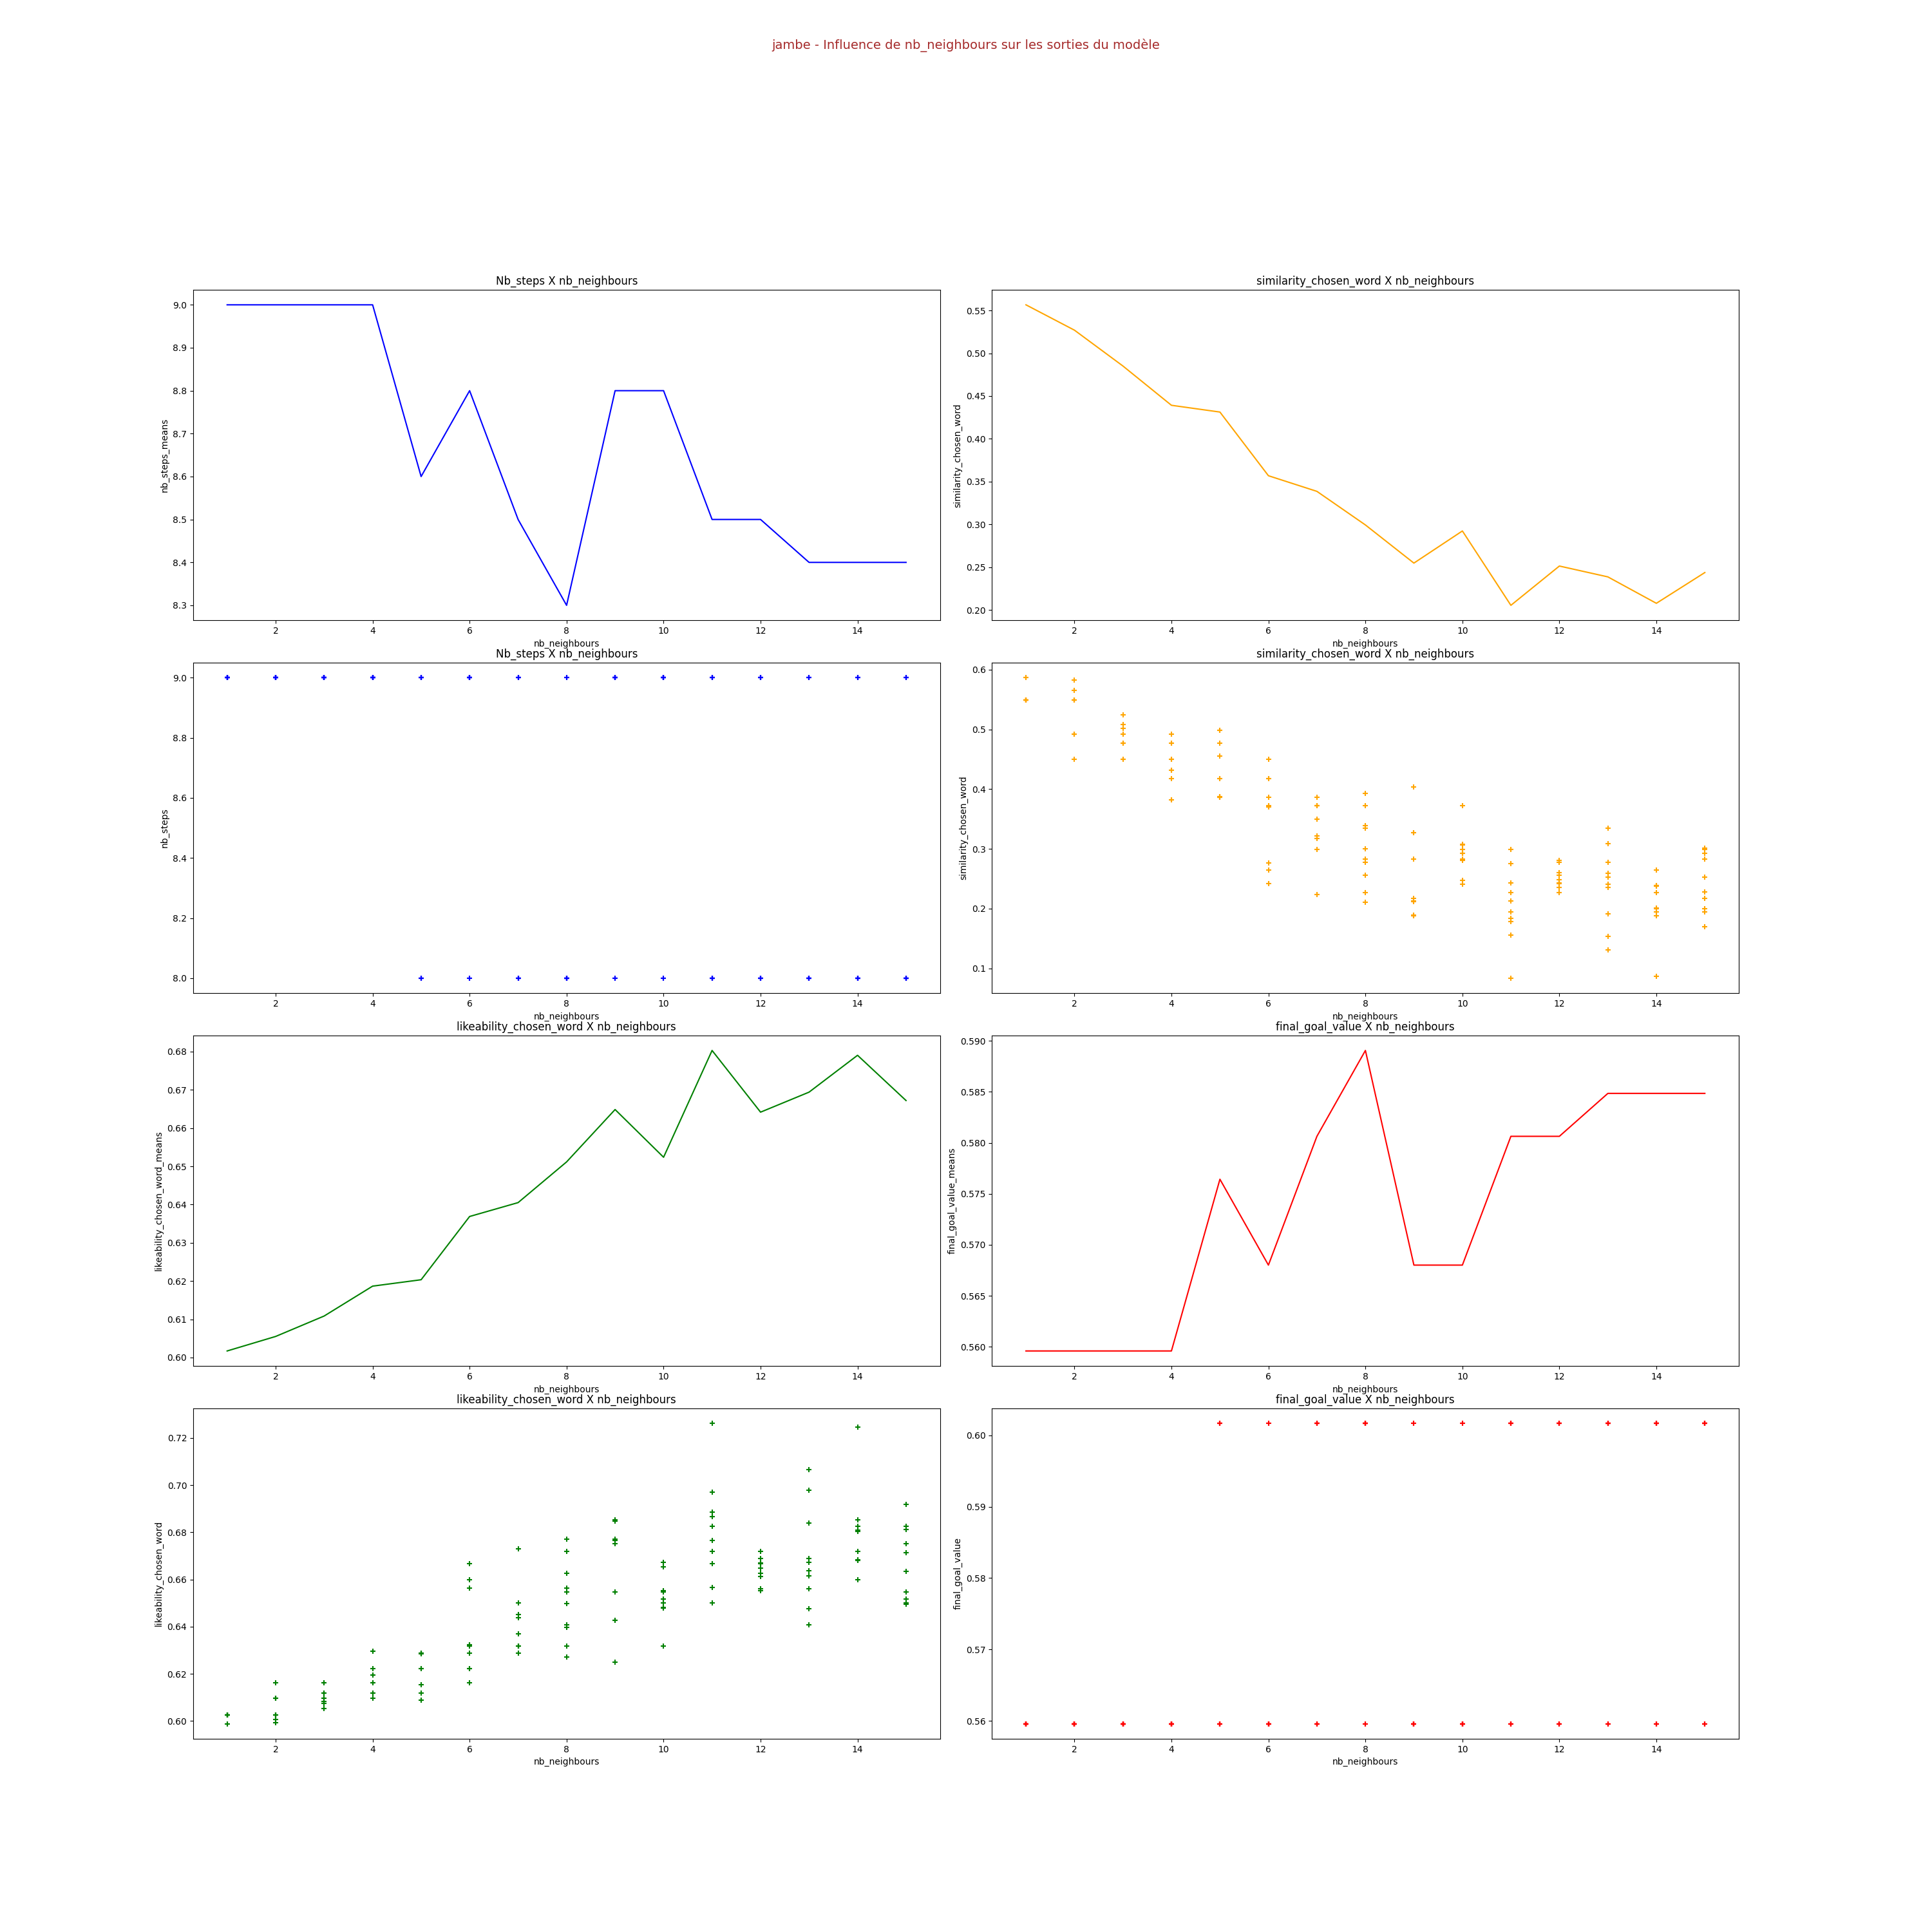 jambe - Influence de nb_neighbours sur les sorties du modèle
Nb_steps X nb_neighbours
nb_steps_means
9.0
8.9
8.8
8.7
8.6
8.5
8.4
8.3
2 4 6 8 10 12 14
nb_neighbours
similarity_chosen_word X nb_neighbours
similarity_chosen_word
0.55
0.50
0.45
0.40
0.35
0.30
0.25
0.20
2 4 6 8 10 12 14
nb_neighbours
Nb_steps X nb_neighbours
nb_steps
9.0
8.8
8.6
8.4
8.2
8.0
2 4 6 8 10 12 14
nb_neighbours
similarity_chosen_word X nb_neighbours
similarity_chosen_word
0.6
0.5
0.4
0.3
0.2
0.1
2 4 6 8 10 12 14
nb_neighbours
likeability_chosen_word X nb_neighbours
likeability_chosen_word_means
0.68
0.67
0.66
0.65
0.64
0.63
0.62
0.61
0.60
2 4 6 8 10 12 14
nb_neighbours
final_goal_value X nb_neighbours
final_goal_value_means
0.590
0.585
0.580
0.575
0.570
0.565
0.560
2 4 6 8 10 12 14
nb_neighbours
likeability_chosen_word X nb_neighbours
likeability_chosen_word
0.72
0.70
0.68
0.66
0.64
0.62
0.60
2 4 6 8 10 12 14
nb_neighbours
final_goal_value X nb_neighbours
final_goal_value
0.60
0.59
0.58
0.57
0.56
2 4 6 8 10 12 14
nb_neighbours